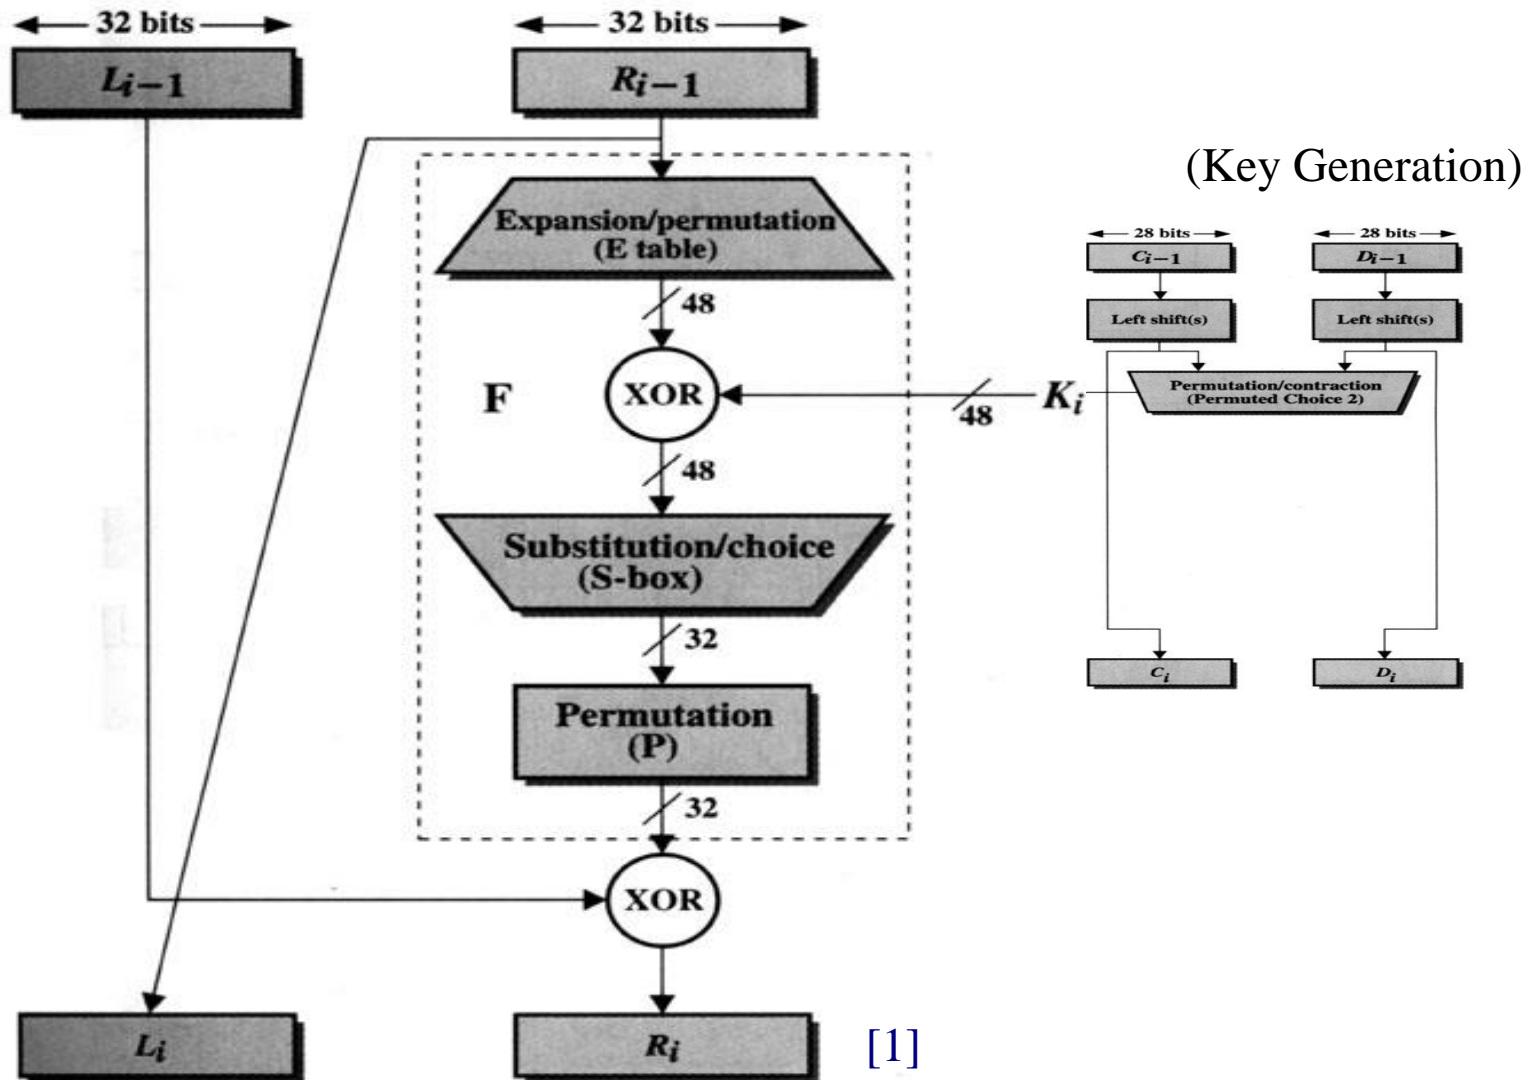 32 bits
32 bits
Li−1
Ri−1
(Key Generation)
Expansion/permutation
(E table)
28 bits
28 bits
Ci−1
Di−1
48
Left shift(s)
Left shift(s)
F
XOR
48
Ki
Permutation/contraction
(Permuted Choice 2)
48
Substitution/choice
(S-box)
32
Ci
Di
Permutation
(P)
32
XOR
Li
Ri
[1]